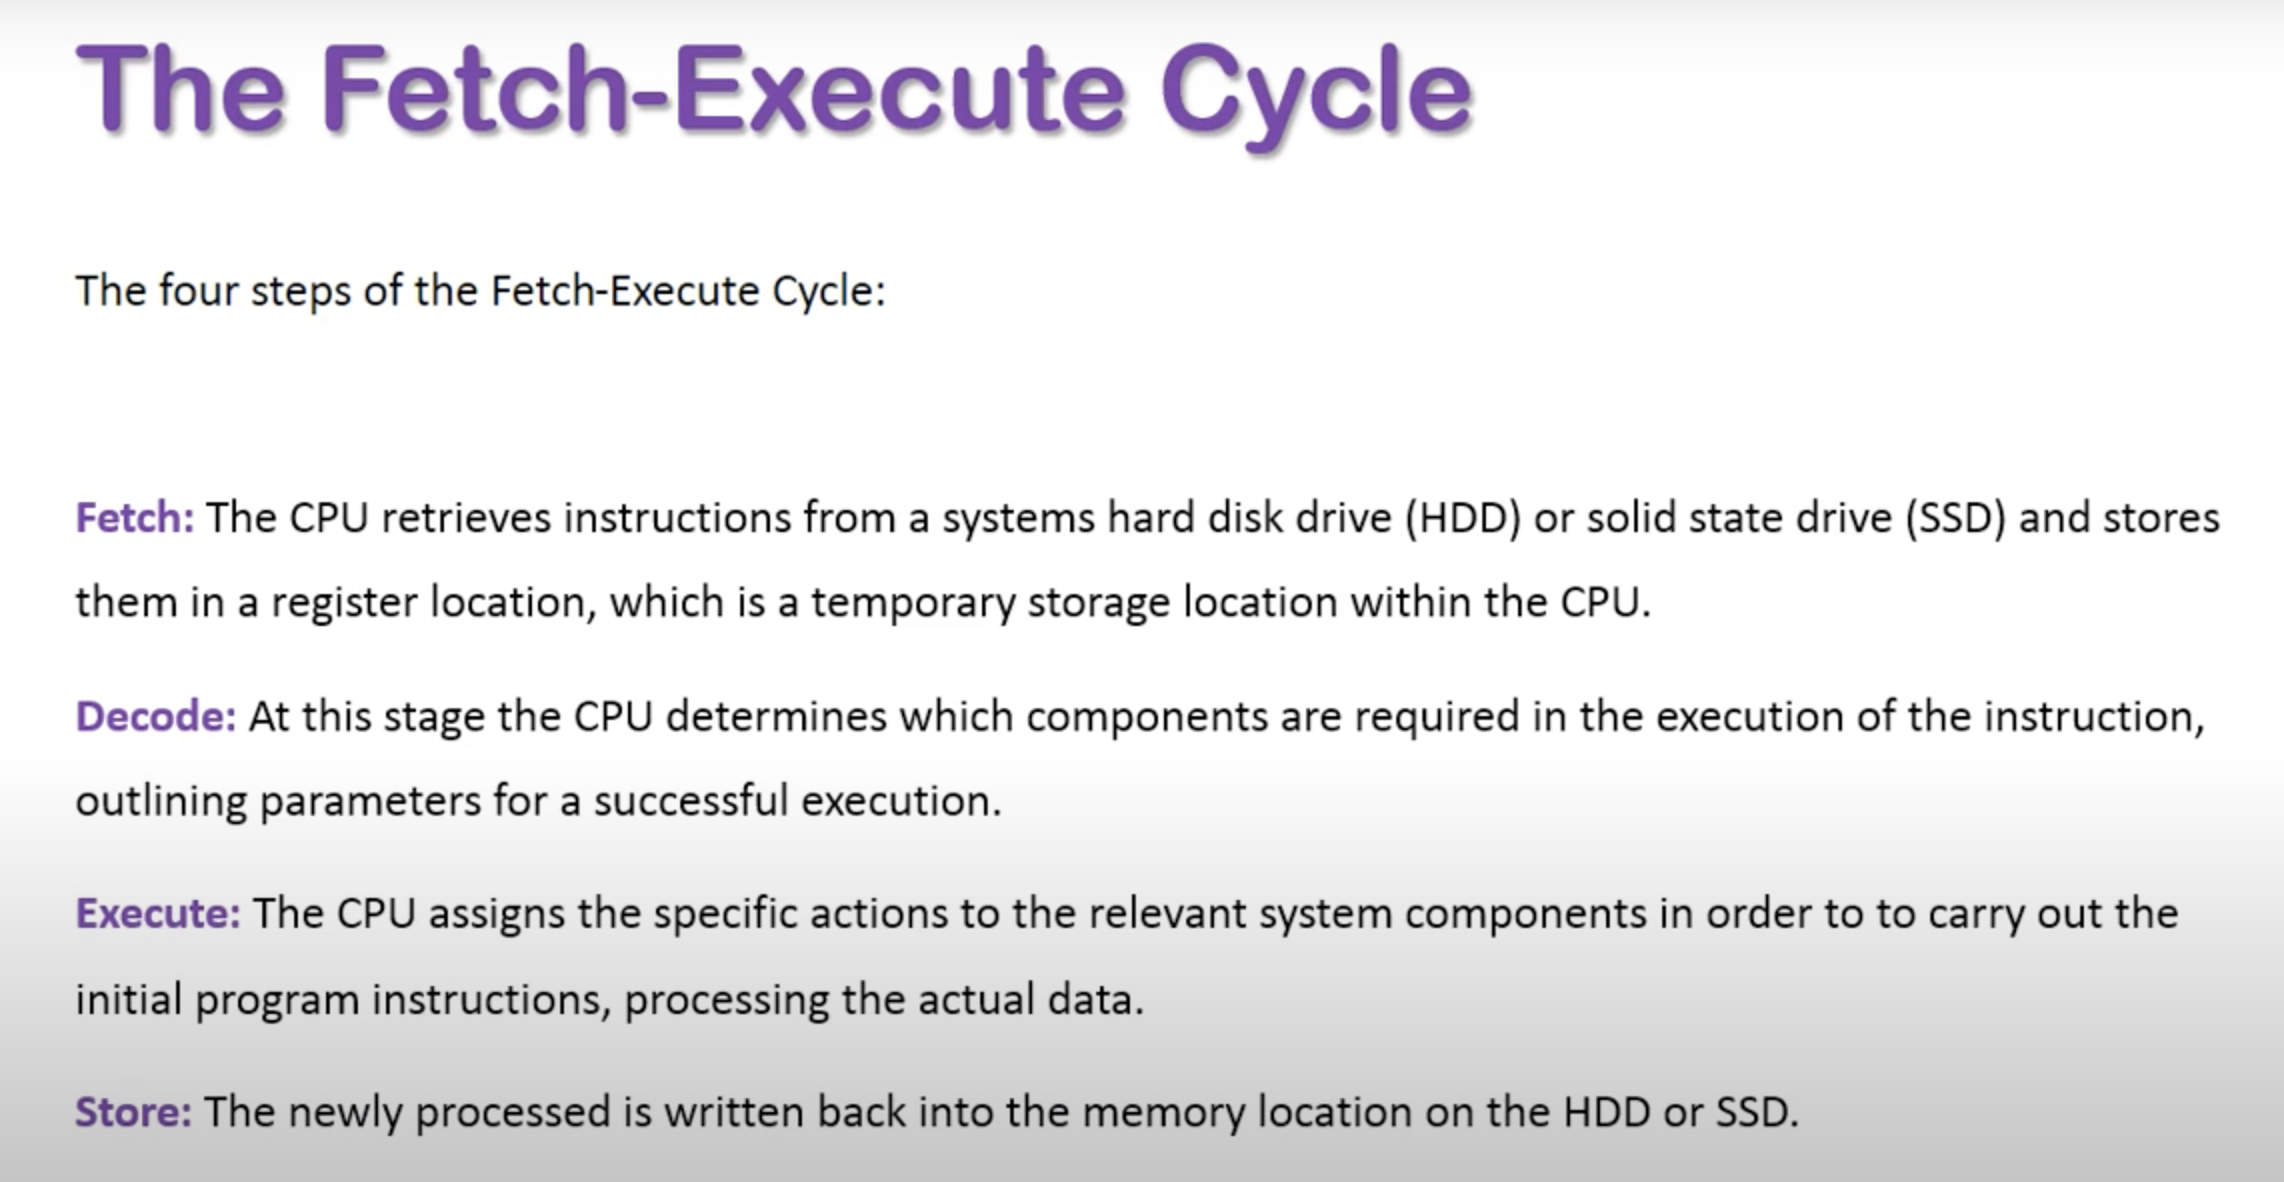 The Fetch-Execute Cycle
The four steps of the Fetch-Execute Cycle:
Fetch: The CPU retrieves instructions from a systems hard disk drive (HDD) or solid state drive (SSD) and stores
them in a register location, which is a temporary storage location within the CPU.
Decode: At this stage the CPU determines which components are required in the execution of the instruction,
outlining parameters for a successful execution.
Execute: The CPU assigns the specific actions to the relevant system components in order to to carry out the
initial program instructions, processing the actual data.
Store: The newly processed is written back into the memory location on the HDD or SSD.